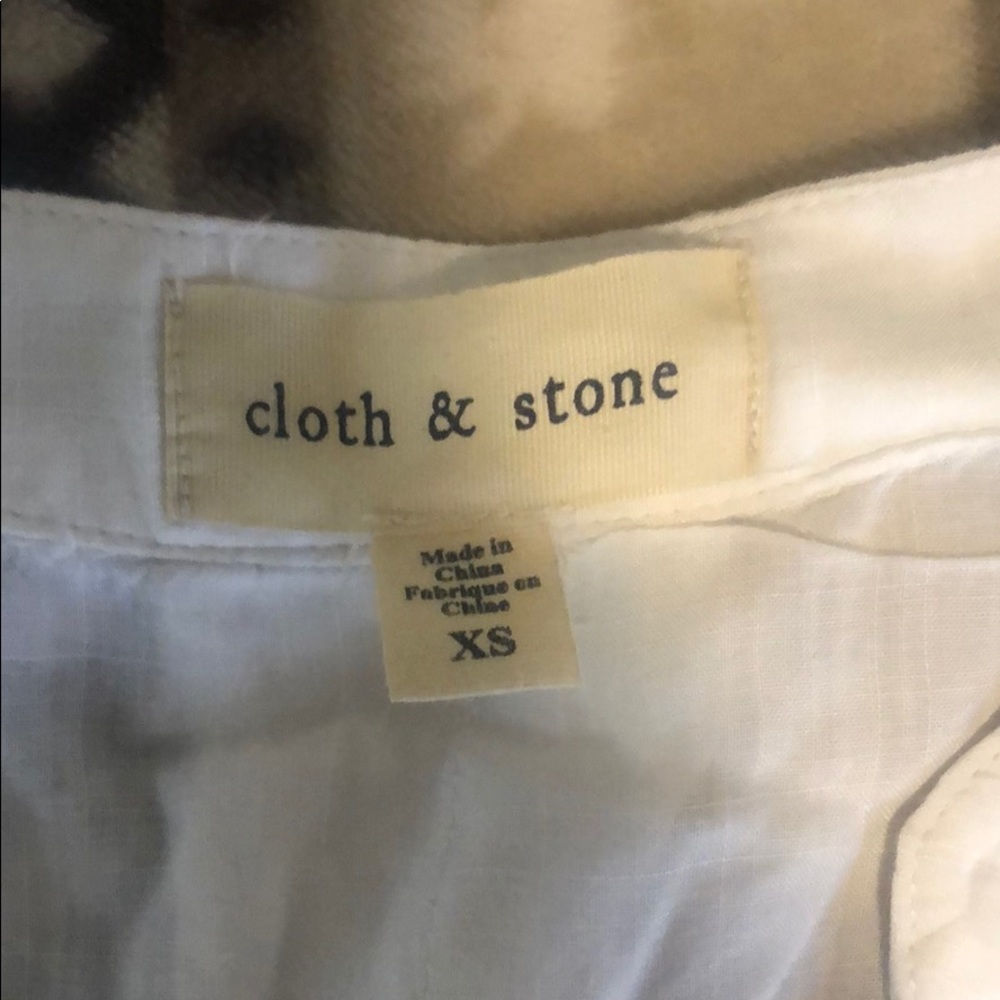 cloth & stone
Made in
China
Fabriqué en
Chine
XS